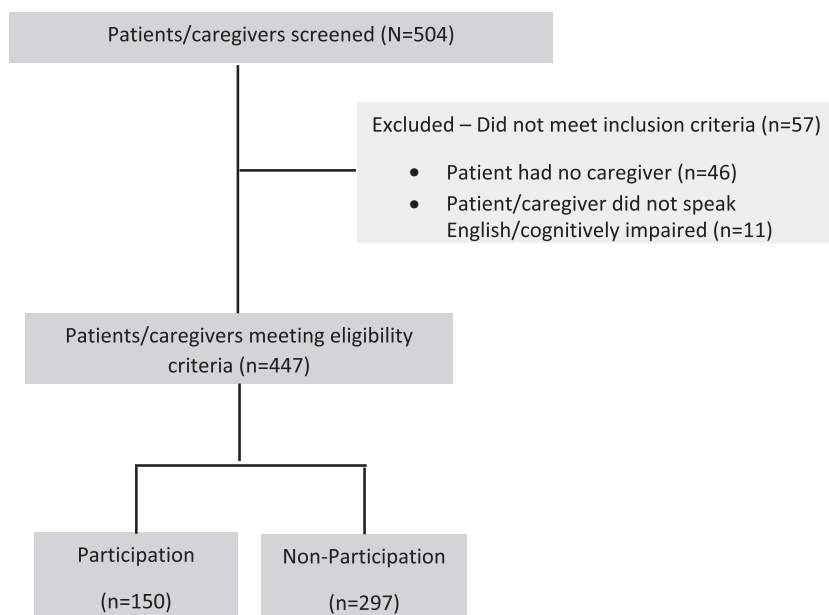 Patients/caregivers screened (N=504)
Excluded – Did not meet inclusion criteria (n=57)
• Patient had no caregiver (n=46)
• Patient/caregiver did not speak
English/cognitively impaired (n=11)
Patients/caregivers meeting eligibility
criteria (n=447)
Participation
(n=150)
Non-Participation
(n=297)